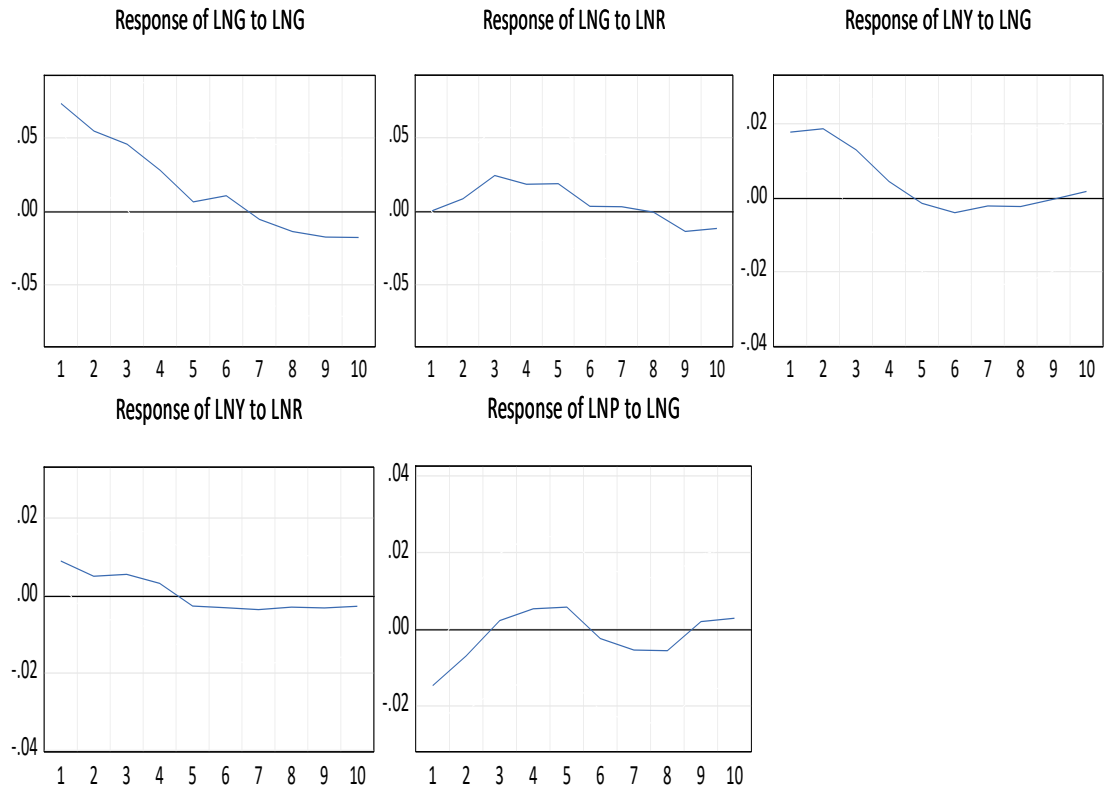 Response of LNG to LNG
.05
.00
-.05
1 2 3 4 5 6 7 8 9 10
Response of LNG to LNR
.05
.00
-.05
1 2 3 4 5 6 7 8 9 10
Response of LNY to LNG
.02
.00
-.02
-.04
1 2 3 4 5 6 7 8 9 10
Response of LNY to LNR
.02
.00
-.02
-.04
1 2 3 4 5 6 7 8 9 10
Response of LNP to LNG
.04
.02
.00
-.02
1 2 3 4 5 6 7 8 9 10